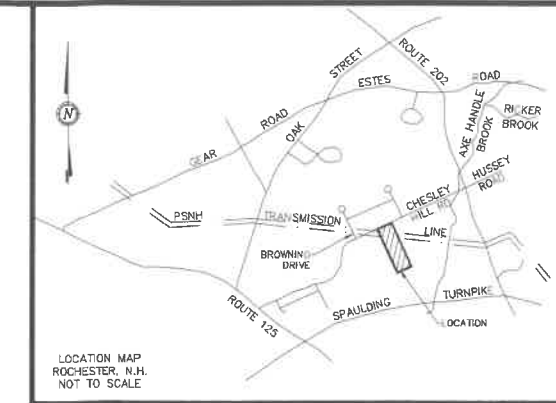 N
STREET
ROUTE 202
ESTES
ROAD
GEAR
ROAD
OAK
AXE HANDLE
BROOK
RICKER
BROOK
CHESLEY
HILL RD
HUSSEY
ROAD
PSNH
TRANSMISSION
LINE
BROWNING
DRIVE
ROUTE 125
SPAULDING
TURNPIKE
LOCATION
LOCATION MAP
ROCHESTER, N.H.
NOT TO SCALE